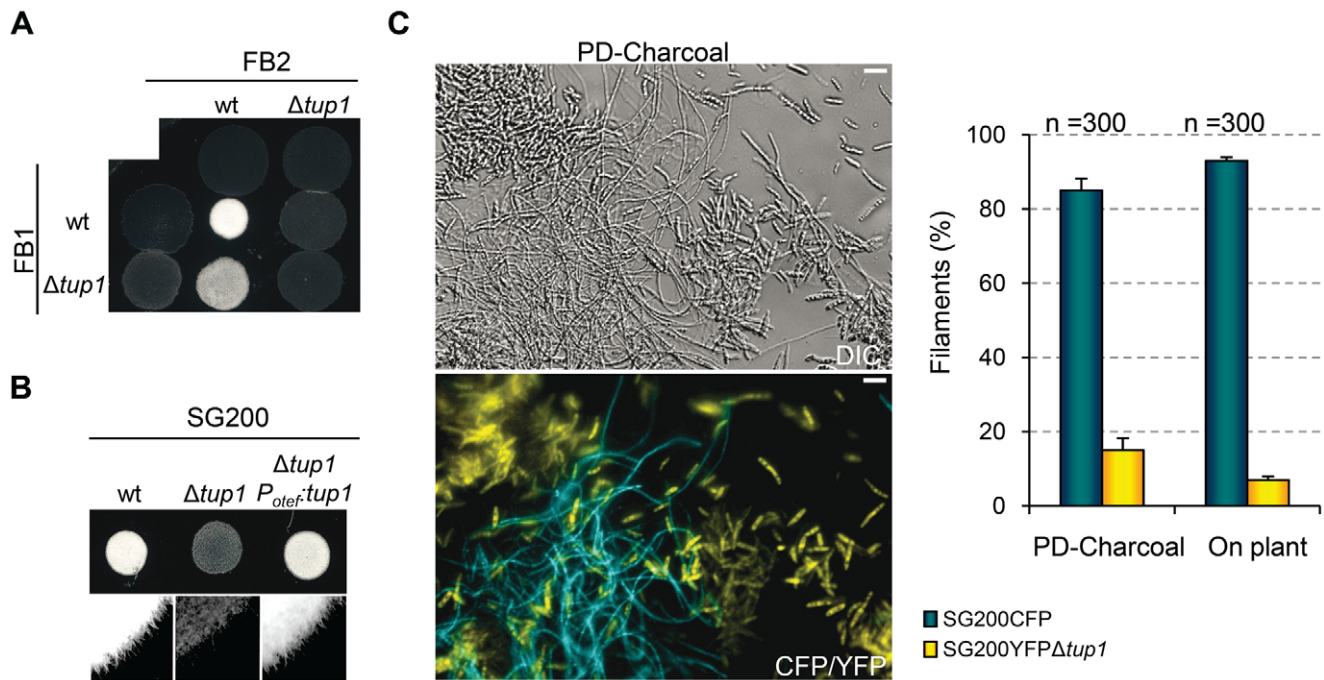 A
FB2
wt Δtup1
FB1
wt
Δtup1
B
SG200
wt Δtup1 Δtup1
Potef:tup1
C
PD-Charcoal
DIC
CFP/YFP
n =300 n =300
Filaments (%)
100
80
60
40
20
0
PD-Charcoal On plant
SG200CFP
SG200YFPΔtup1